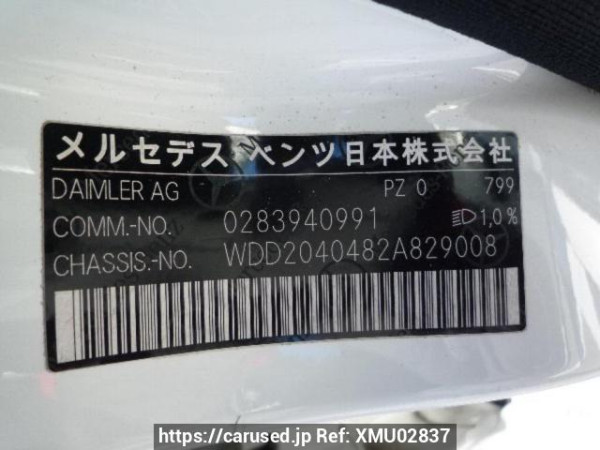 メルセデス ベンツ日本株式会社
DAIMLER AG PZ 0 799
COMM.-NO. 0283940991 1,0%
CHASSIS.-NO. WDD2040482A829008
https://carused.jp Ref: XMU02837